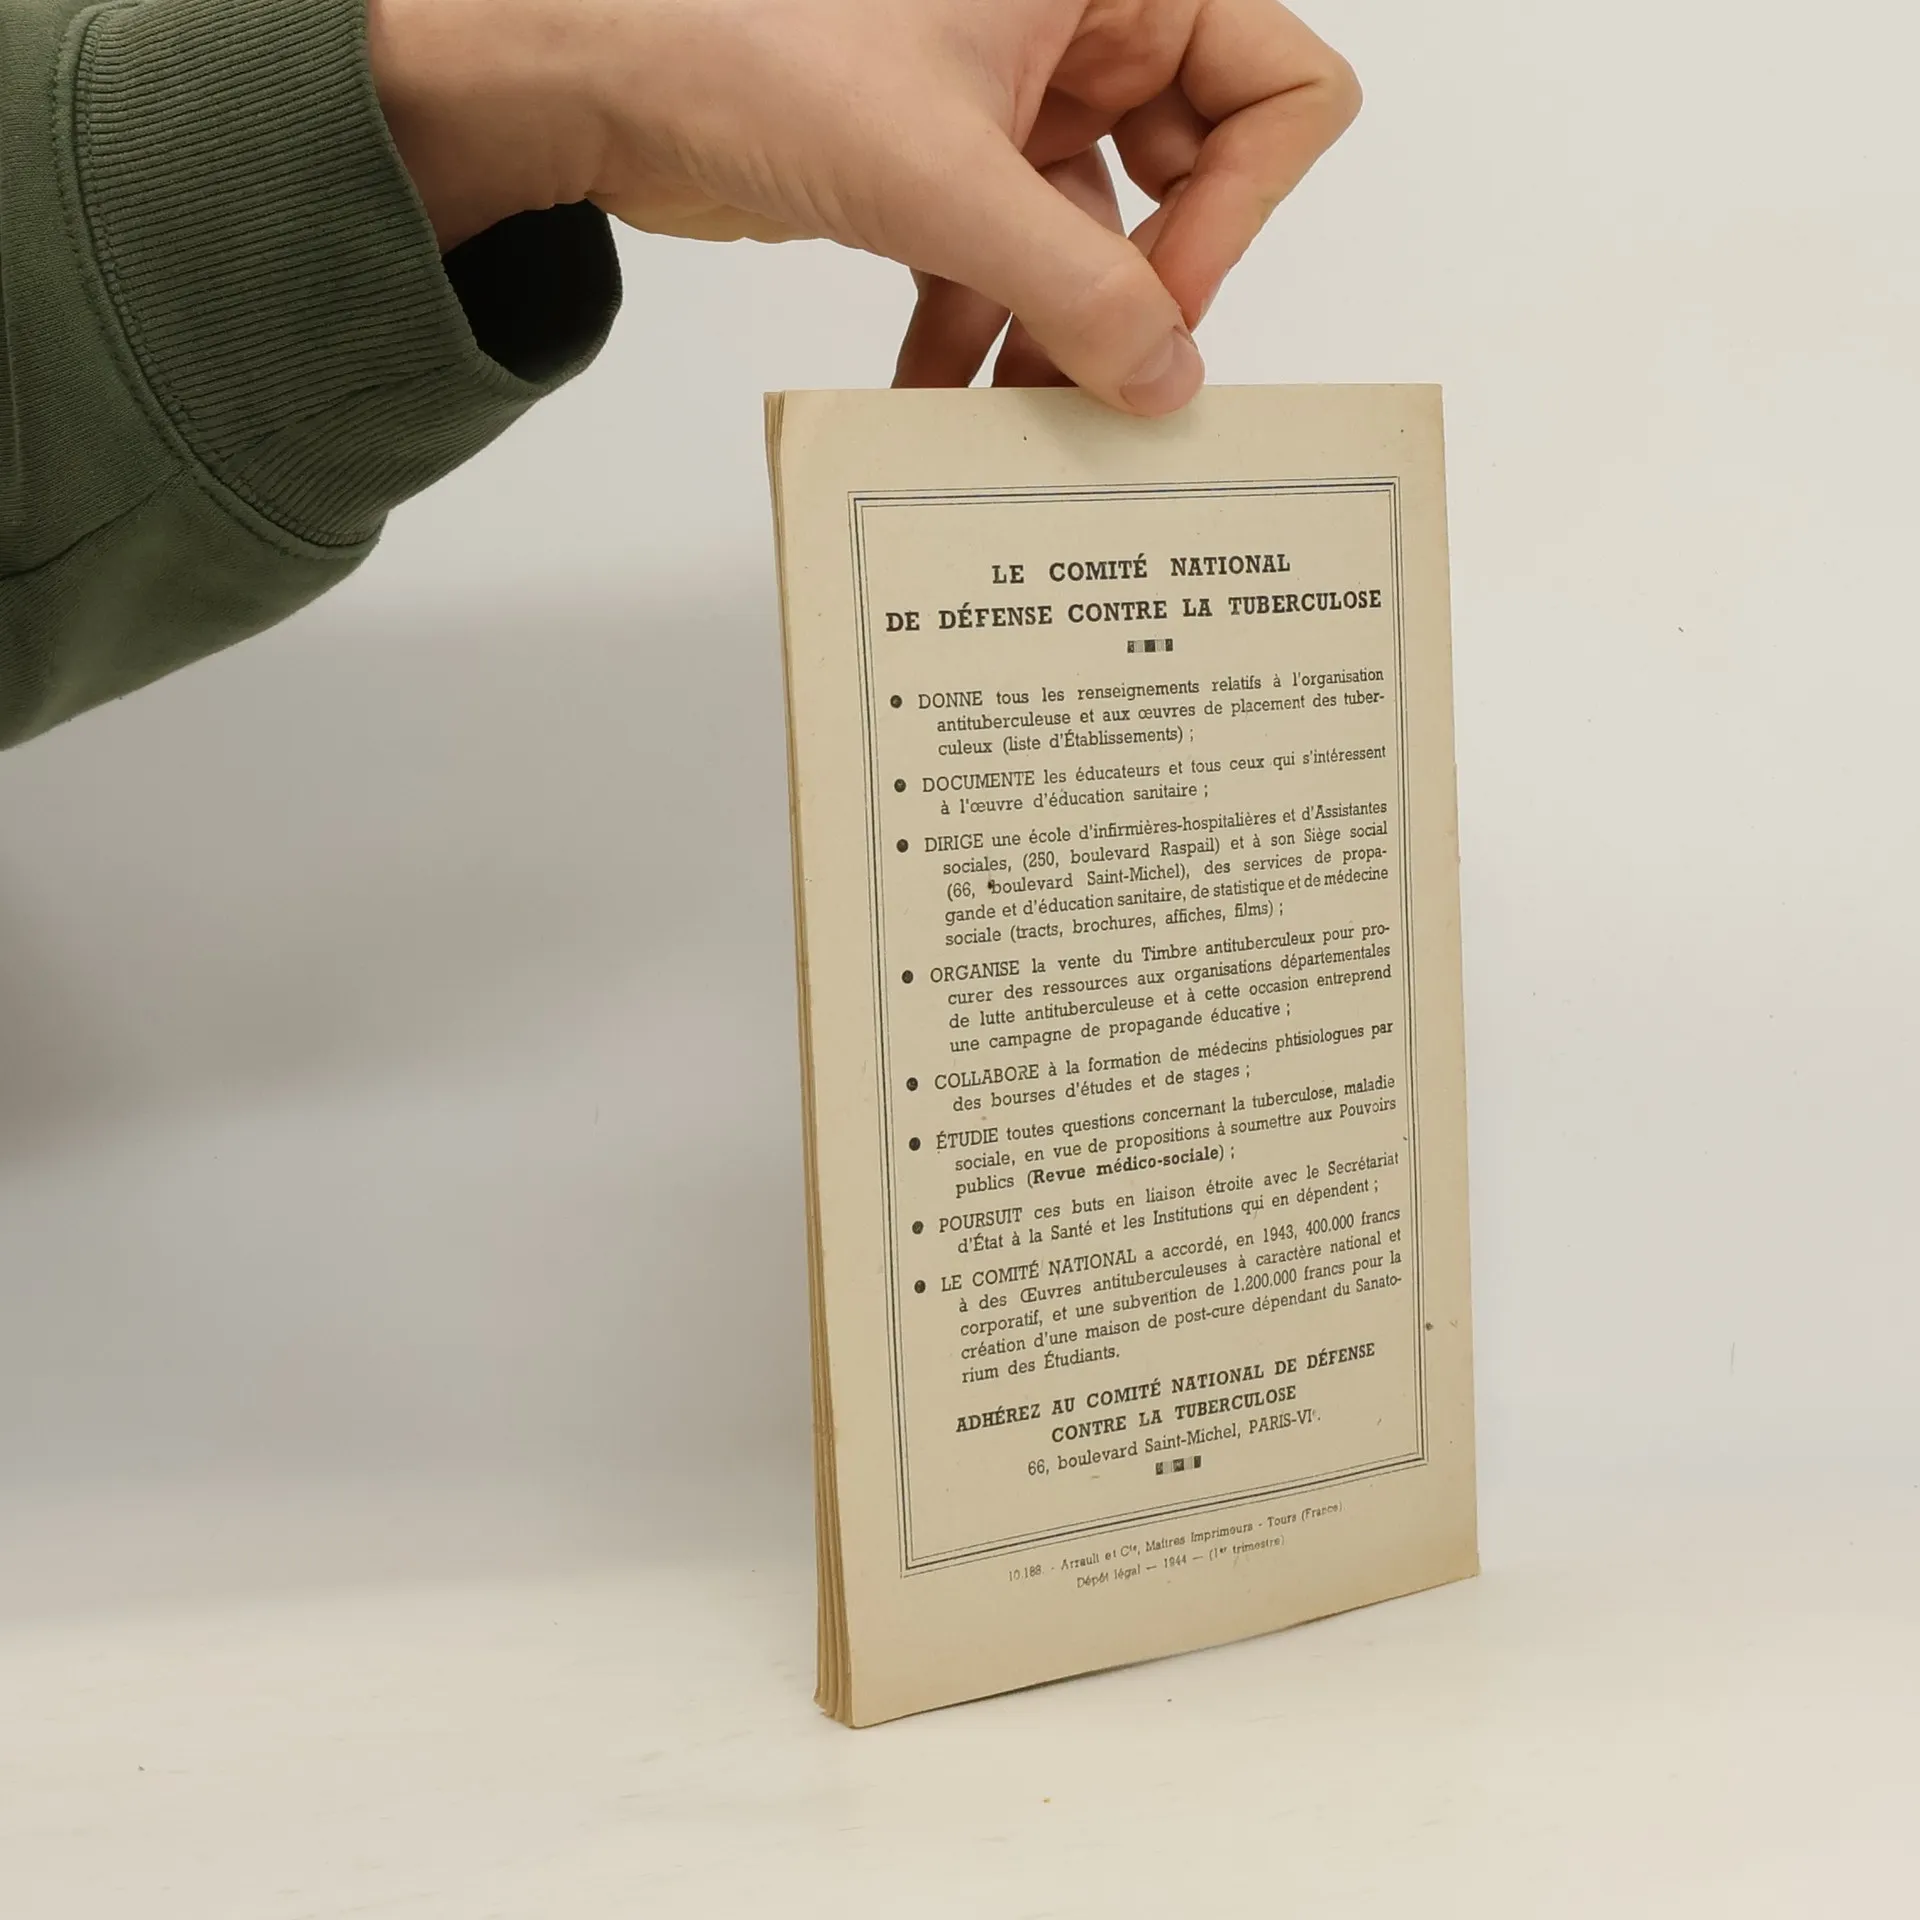 LE COMITÉ NATIONAL
DE DÉFENSE CONTRE LA TUBERCULOSE
● DONNE tous les renseignements relatifs à l'organisation
antituberculeuse et aux œuvres de placement des tuber-
culeux (liste d'Établissements) ;
● DOCUMENTE les éducateurs et tous ceux qui s'intéressent
à l'œuvre d'éducation sanitaire ;
● DIRIGE une école d'infirmières-hospitalières et d'Assistantes
sociales, (250, boulevard Raspail) et à son Siège social
(66, boulevard Saint-Michel), des services de propa-
gande et d'éducation sanitaire, de statistique et de médecine
sociale (tracts, brochures, affiches, films) ;
● ORGANISE la vente du Timbre antituberculeux pour pro-
curer des ressources aux organisations départementales
de lutte antituberculeuse et à cette occasion entreprend
une campagne de propagande éducative ;
● COLLABORE à la formation de médecins phtisiologues par
des bourses d'études et de stages ;
● ÉTUDIE toutes questions concernant la tuberculose, maladie
sociale, en vue de propositions à soumettre aux Pouvoirs
publics (Revue médico-sociale) ;
● POURSUIT ces buts en liaison étroite avec le Secrétariat
d'État à la Santé et les Institutions qui en dépendent ;
● LE COMITÉ NATIONAL a accordé, en 1943, 400.000 francs
à des Œuvres antituberculeuses à caractère national et
corporatif, et une subvention de 1.200.000 francs pour la
création d'une maison de post-cure dépendant du Sanato-
rium des Étudiants.
ADHÉREZ AU COMITÉ NATIONAL DE DÉFENSE
CONTRE LA TUBERCULOSE
66, boulevard Saint-Michel, PARIS-VIe.
10.188. - Arrault et Cie, Maîtres Imprimeurs - Tours (France)
Dépôt légal — 1944 — (1er trimestre)